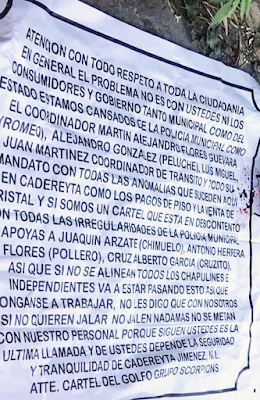 ATENCION CON TODO RESPETO A TODA LA CIUDADANIA
EN GENERAL EL PROBLEMA NO ES CON USTEDES NI LOS
CONSUMIDORES Y GOBIERNO TANTO MUNICIPAL COMO DEL
ESTADO ESTAMOS CANSADOS DE LA POLICIA MUNICIPAL COMO
EL COORDINADOR MARTIN ALEJANDRO FLORES GUEVARA
(ROMEO), ALEJANDRO GONZÁLEZ (PELUCHE), LUIS MIGUEL,
JUAN MARTINEZ COORDINADOR DE TRANSITO Y TODO SU
MANDATO CON TODAS LAS ANOMALIAS QUE SUCEDEN AQUI
EN CADEREYTA COMO LOS PAGOS DE PISO Y LA VENTA DE
RISTAL Y SI SOMOS UN CARTEL QUE ESTA EN DESCONTENTO
ON TODAS LAS IRREGULARIDADES DE LA POLICIA MUNICIPAL
APOYAS A JUAQUIN ARZATE (CHIMUELO), ANTONIO HERRERA
FLORES (POLLERO), CRUZ ALBERTO GARCIA (CRUZITO).
ASI QUE SI NO SE ALINEAN TODOS LOS CHAPULINES E
INDEPENDIENTES VA A ESTAR PASANDO ESTO ASI QUE
ONGANSE A TRABAJAR, NO LES DIGO QUE CON NOSOTROS
SI NO QUIEREN JALAR NO JALEN NADAMAS NO SE METAN
CON NUESTRO PERSONAL PORQUE SIGUEN USTEDES ES LA
ULTIMA LLAMADA Y DE USTEDES DEPENDE LA SEGURIDAD
Y TRANQUILIDAD DE CADEREYTA JIMENEZ, N.L
ATTE. CARTEL DEL GOLFO GRUPO SCORPIONS